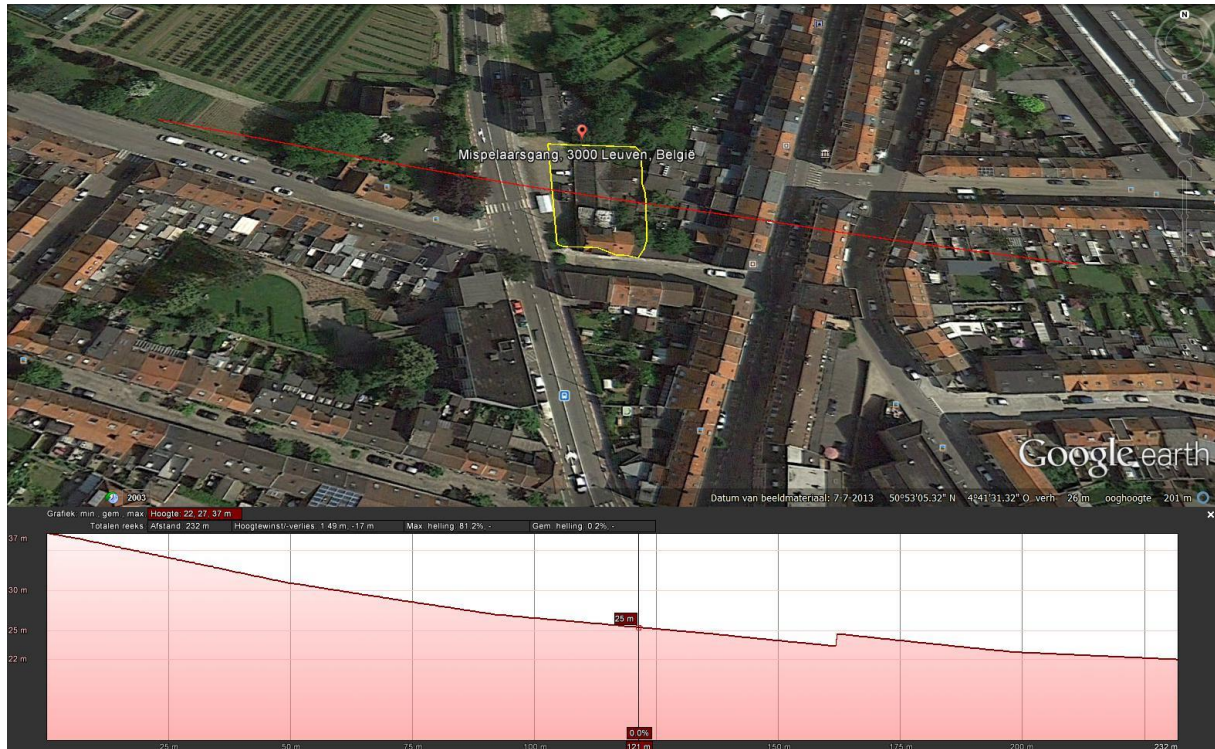 N
Mispelaarsgang, 3000 Leuven, België
Google earth
2003
Datum van beeldmateriaal: 7-7-2013 50°53'05.32" N 4°41'31.32" O verh 26 m ooghoogte 201 m
Grafiek min., gem., max Hoogte: 22, 27, 37 m
Totalen reeks: Afstand: 232 m Hoogtewinst/-verlies: 1.49 m, -17 m Max. helling: 81.2%, - Gem. helling: 0.2%, -
37 m
30 m
25 m
25 m
22 m
0.0%
25 m 50 m 75 m 100 m 121 m 150 m 175 m 200 m 232 m